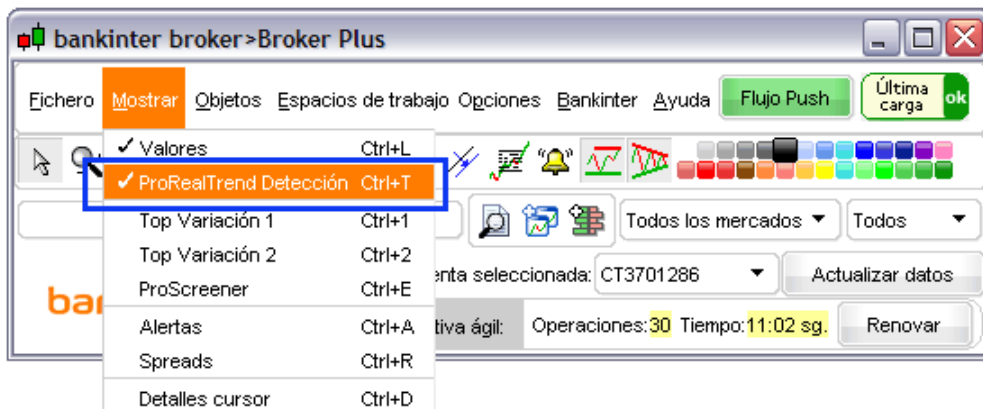 bankinter broker>Broker Plus
Fichero Mostrar Objetos Espacios de trabajo Opciones Bankinter Ayuda Flujo Push Última carga ok
Valores Ctrl+L
ProRealTrend Detección Ctrl+T
Top Variación 1 Ctrl+1
Todos los mercados Todos
Top Variación 2 Ctrl+2
ProScreener Ctrl+E
enta seleccionada: CT3701286 Actualizar datos
ba
Alertas Ctrl+A
tiva ágil: Operaciones:30 Tiempo:11:02 sg. Renovar
Spreads Ctrl+R
Detalles cursor Ctrl+D